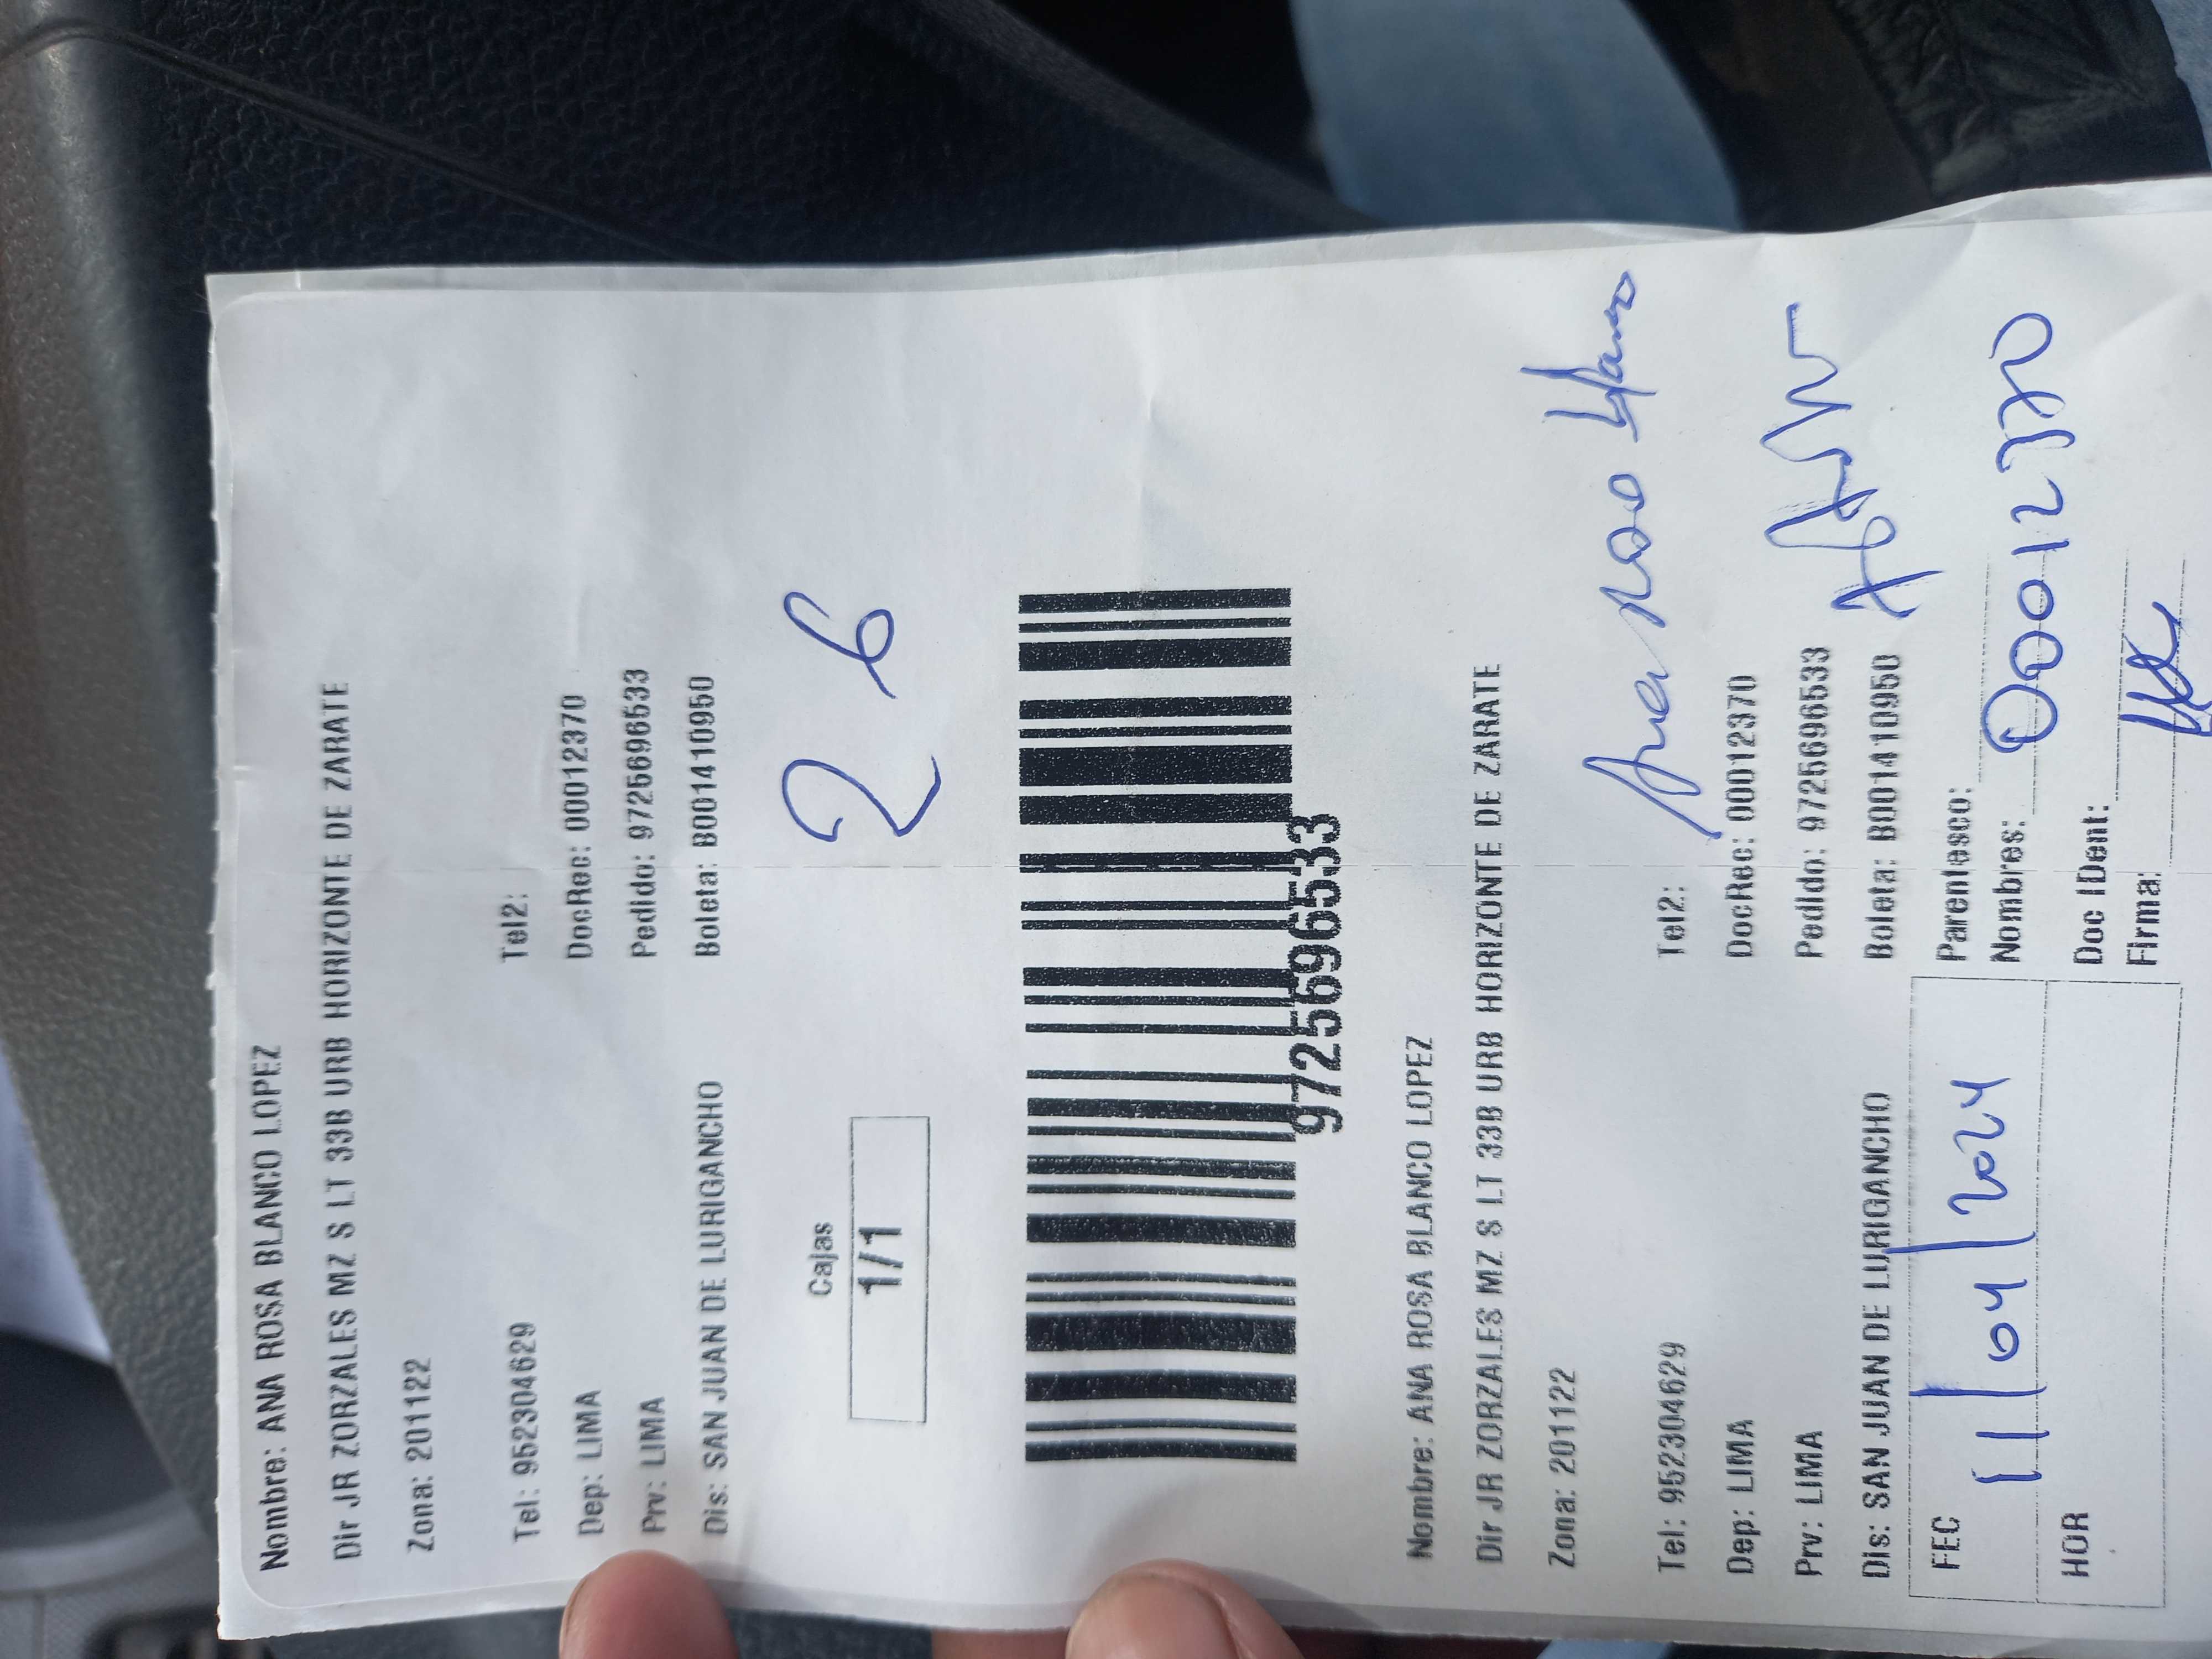 Nombre: ANA ROSA BLANCO LOPEZ
Dir JR ZORZALES MZ S LT 33B URB HORIZONTE DE ZARATE
Zona: 201122
Tel: 952304629 Tel2:
Dep: LIMA DocRec: 00012370
Prv: LIMA Pedido: 9725696533
Dis: SAN JUAN DE LURIGANCHO Boleta: B001410950
Cajas
1/1
26
9725696533
Nombre: ANA ROSA BLANCO LOPEZ
Dir JR ZORZALES MZ S LT 33B URB HORIZONTE DE ZARATE
Zona: 201122
Ana Rosa Blanco
Tel: 952304629 Tel2:
Dep: LIMA DocRec: 00012370
Prv: LIMA Pedido: 9725696533
Dis: SAN JUAN DE LURIGANCHO Boleta: B001410950
FEC 11/04/2024 Parentesco:
Nombres:
HOR Doc IDent:
Firma: